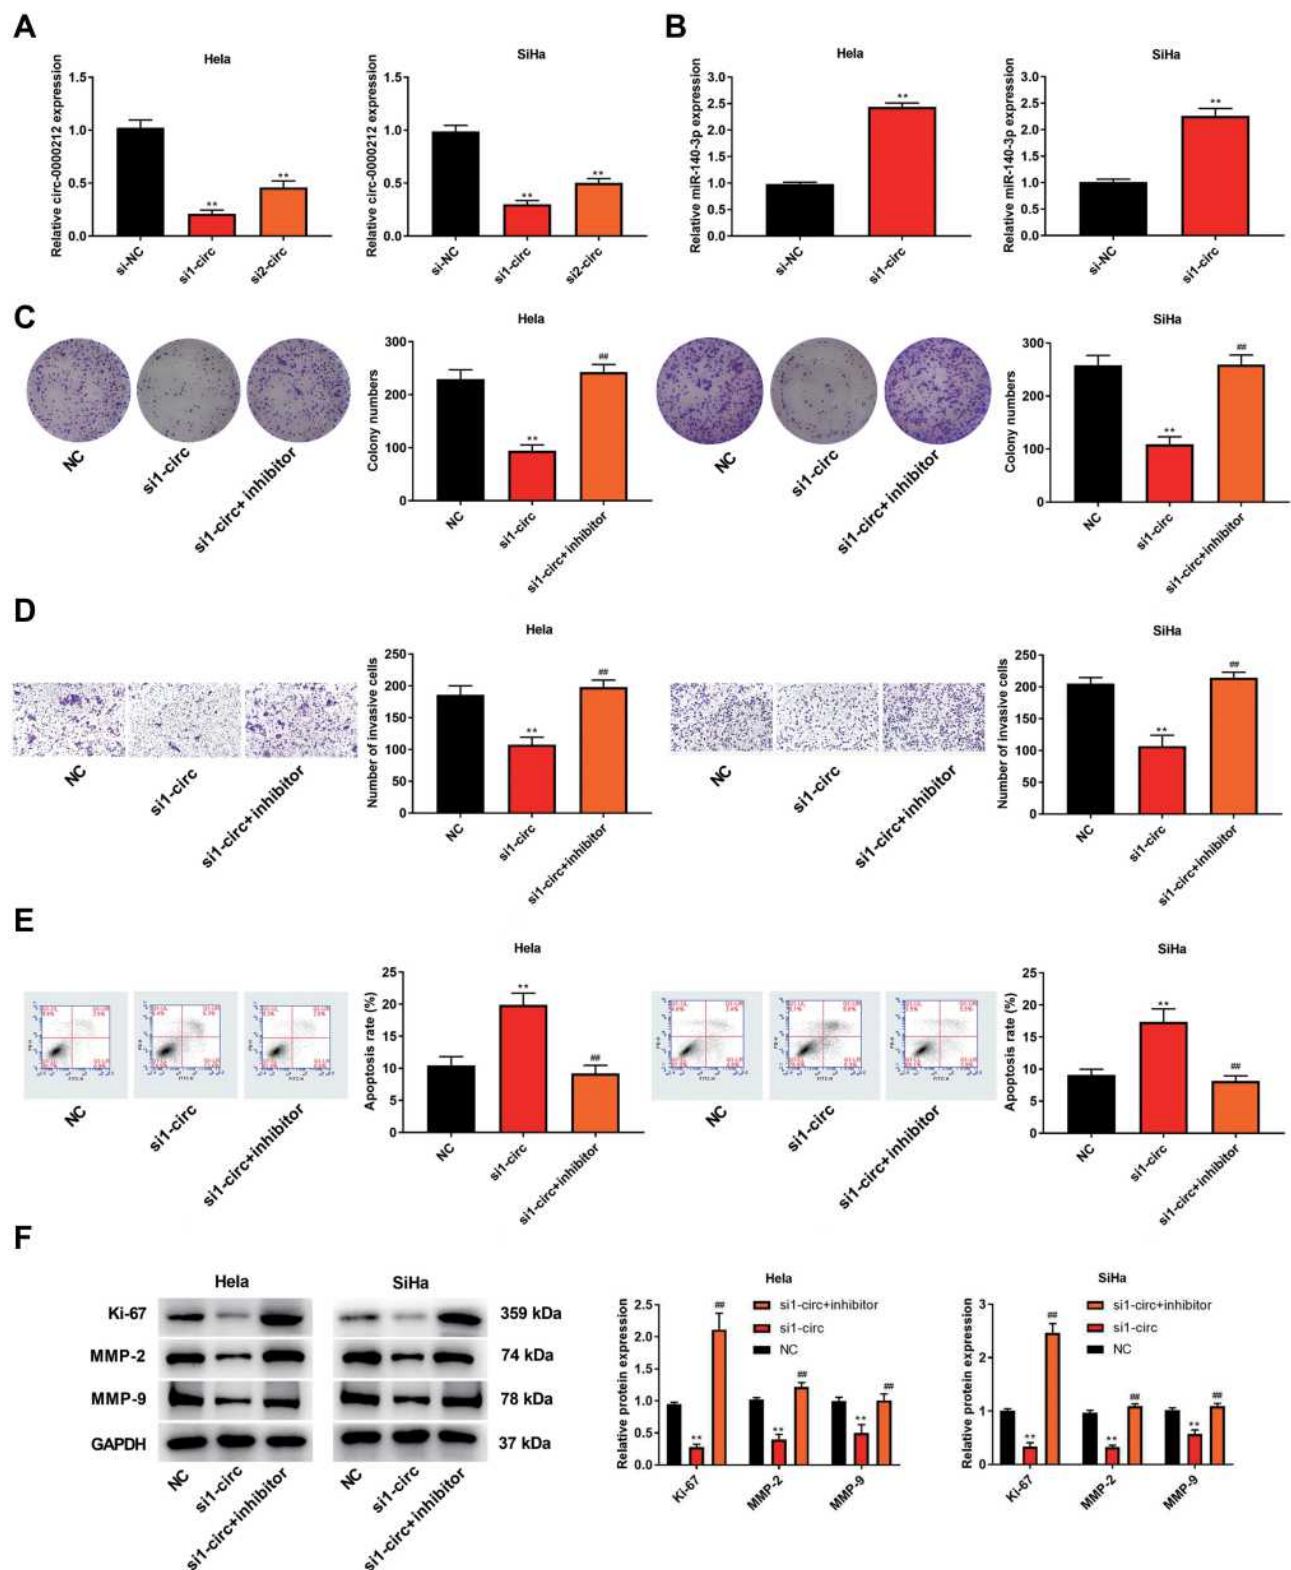 A
B
Hela
SiHa
Hela
SiHa
Relative circ-0000212 expression
1.5
1.0
0.5
0.0
si-NC
si1-circ
si2-circ
**
**
Relative circ-0000212 expression
1.5
1.0
0.5
0.0
si-NC
si1-circ
si2-circ
**
**
Relative miR-140-3p expression
3.0
2.5
2.0
1.5
1.0
0.5
0.0
si-NC
si1-circ
**
Relative miR-140-3p expression
3.0
2.5
2.0
1.5
1.0
0.5
0.0
si-NC
si1-circ
**
C
NC
si1-circ
si1-circ+inhibitor
Hela
Colony numbers
300
200
100
0
**
##
NC
si1-circ
si1-circ+inhibitor
NC
si1-circ
si1-circ+inhibitor
SiHa
Colony numbers
300
200
100
0
**
##
NC
si1-circ
si1-circ+inhibitor
D
NC
si1-circ
si1-circ+inhibitor
Hela
Number of invasive cells
250
200
150
100
50
0
**
##
NC
si1-circ
si1-circ+inhibitor
NC
si1-circ
si1-circ+inhibitor
SiHa
Number of invasive cells
250
200
150
100
50
0
**
##
NC
si1-circ
si1-circ+inhibitor
E
NC
si1-circ
si1-circ+inhibitor
Hela
Apoptosis rate (%)
25
20
15
10
5
0
**
##
NC
si1-circ
si1-circ+inhibitor
NC
si1-circ
si1-circ+inhibitor
SiHa
Apoptosis rate (%)
25
20
15
10
5
0
**
##
NC
si1-circ
si1-circ+inhibitor
F
Hela
SiHa
Ki-67
359 kDa
MMP-2
74 kDa
MMP-9
78 kDa
GAPDH
37 kDa
NC
si1-circ
si1-circ+inhibitor
NC
si1-circ
si1-circ+inhibitor
Hela
Relative protein expression
2.5
2.0
1.5
1.0
0.5
0.0
si1-circ+inhibitor
si1-circ
NC
**
##
**
##
**
##
Ki-67
MMP-2
MMP-9
SiHa
Relative protein expression
3
2
1
0
si1-circ+inhibitor
si1-circ
NC
**
##
**
##
**
##
Ki-67
MMP-2
MMP-9